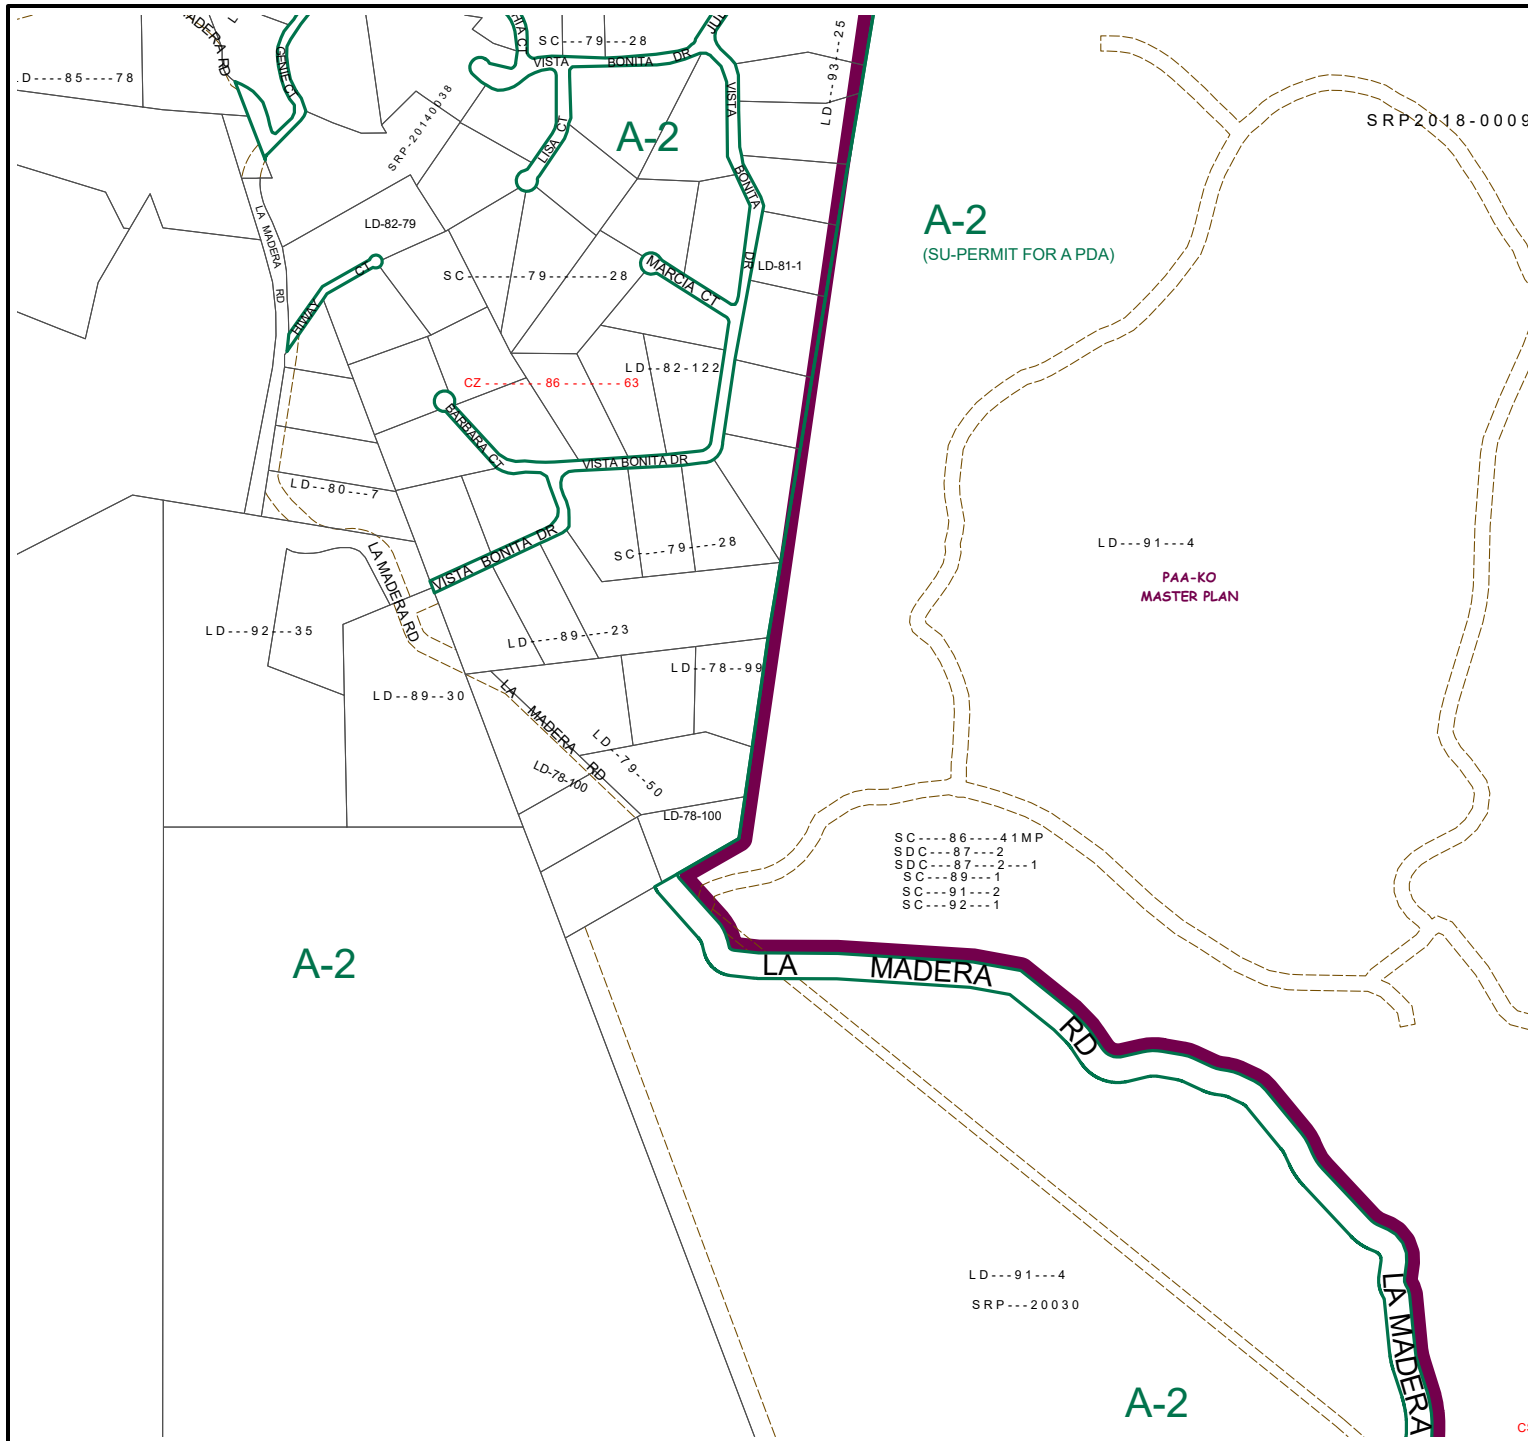 MADERA RD
GENIE CT
SC---79---28
VISTA BONITA DR
VISTA
BONITA
DR
LD---93---25
LD----85----78
SRP-20140038
LISA CT
A-2
SRP2018-0009
LA MADERA RD
LD-82-79
A-2
(SU-PERMIT FOR A PDA)
HIWAY CT
SC-------79--------28
MARCIA CT
LD-81-1
LD--82-122
CZ--------86--------63
BARBARA CT
VISTA BONITA DR
LD--80---7
VISTA BONITA DR
SC----79----28
LD---91---4
PAA-KO
MASTER PLAN
LA MADERA RD
LD---92---35
LD----89----23
LD--78--99
LD--89--30
LA MADERA RD
LD--79--50
LD-78-100
LD-78-100
SC----86----41MP
SDC---87---2
SDC---87---2---1
SC---89---1
SC---91---2
SC---92---1
A-2
LA MADERA RD
LD---91---4
SRP---20030
LA MADERA
A-2